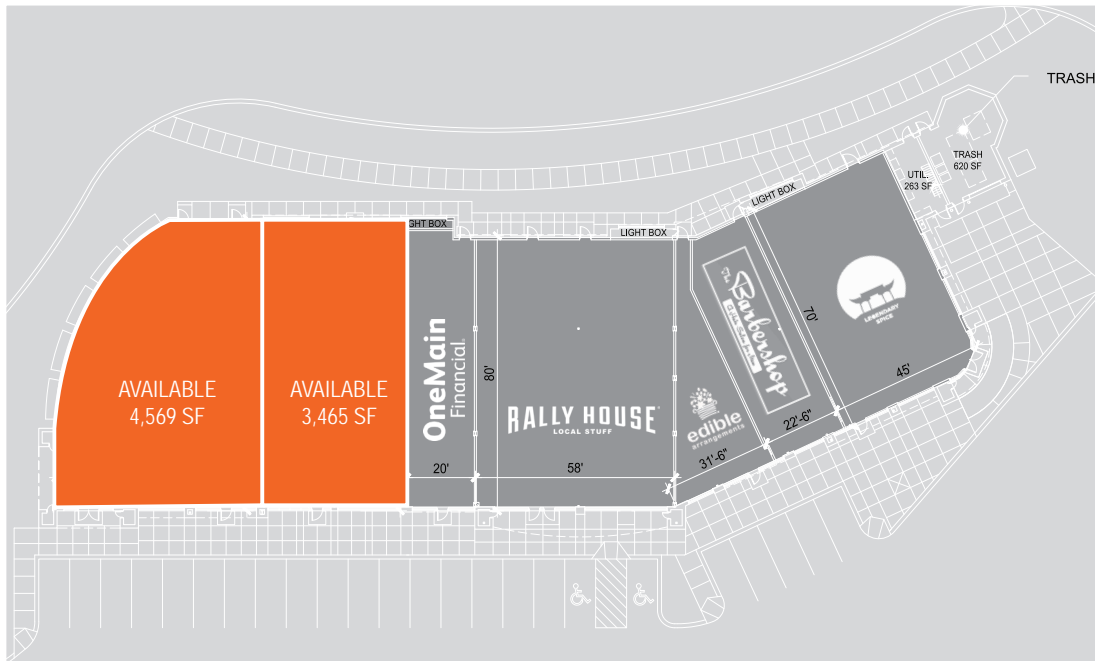 TRASH
TRASH
620 SF
UTIL.
263 SF
LIGHT BOX
GHT BOX
LIGHT BOX
AVAILABLE
4,569 SF
AVAILABLE
3,465 SF
OneMain
Financial.
20'
80'
RALLY HOUSE
LOCAL STUFF
58'
edible
arrangements
31'-6"
The
Barbershop
22'-6"
70'
LEGENDARY
SPICE
45'